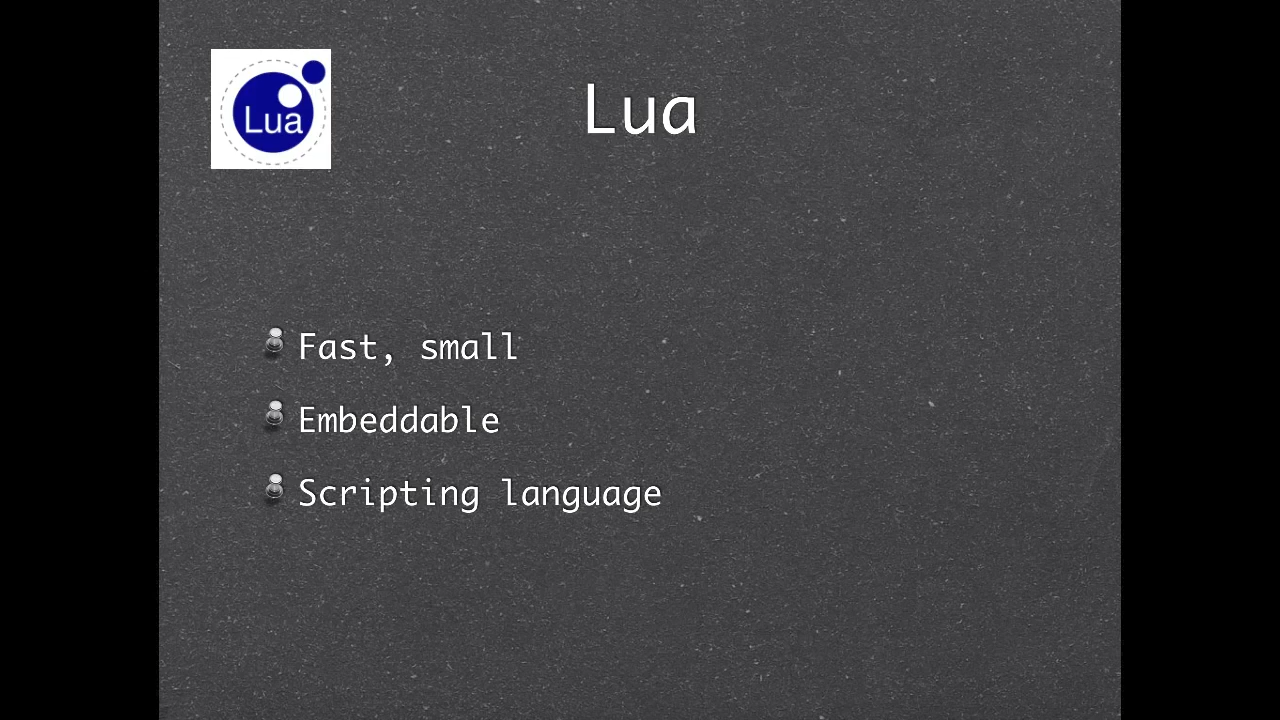 Lua
Lua
Fast, small
Embeddable
Scripting language